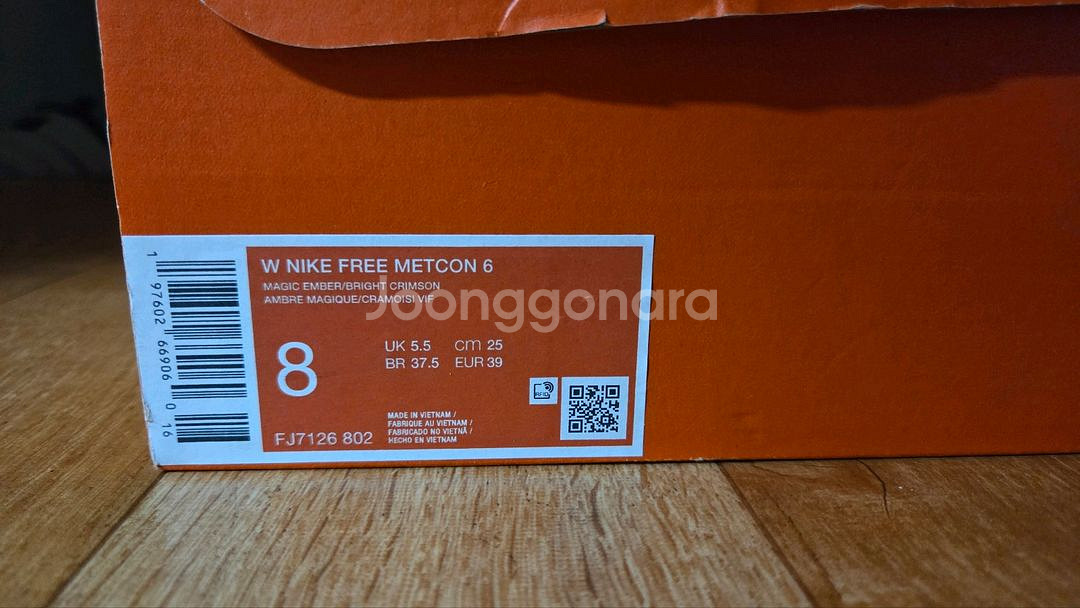 W NIKE FREE METCON 6
MAGIC EMBER/BRIGHT CRIMSON
AMBRE MAGIQUE/CRAMOISI VIF
Joonggonara
8
UK 5.5 cm 25
BR 37.5 EUR 39
RFID
FJ7126 802
MADE IN VIETNAM /
FABRIQUE AU VIETNAM /
FABRICADO NO VIETNÃ /
HECHO EN VIETNAM
1 97602 66906 0 16